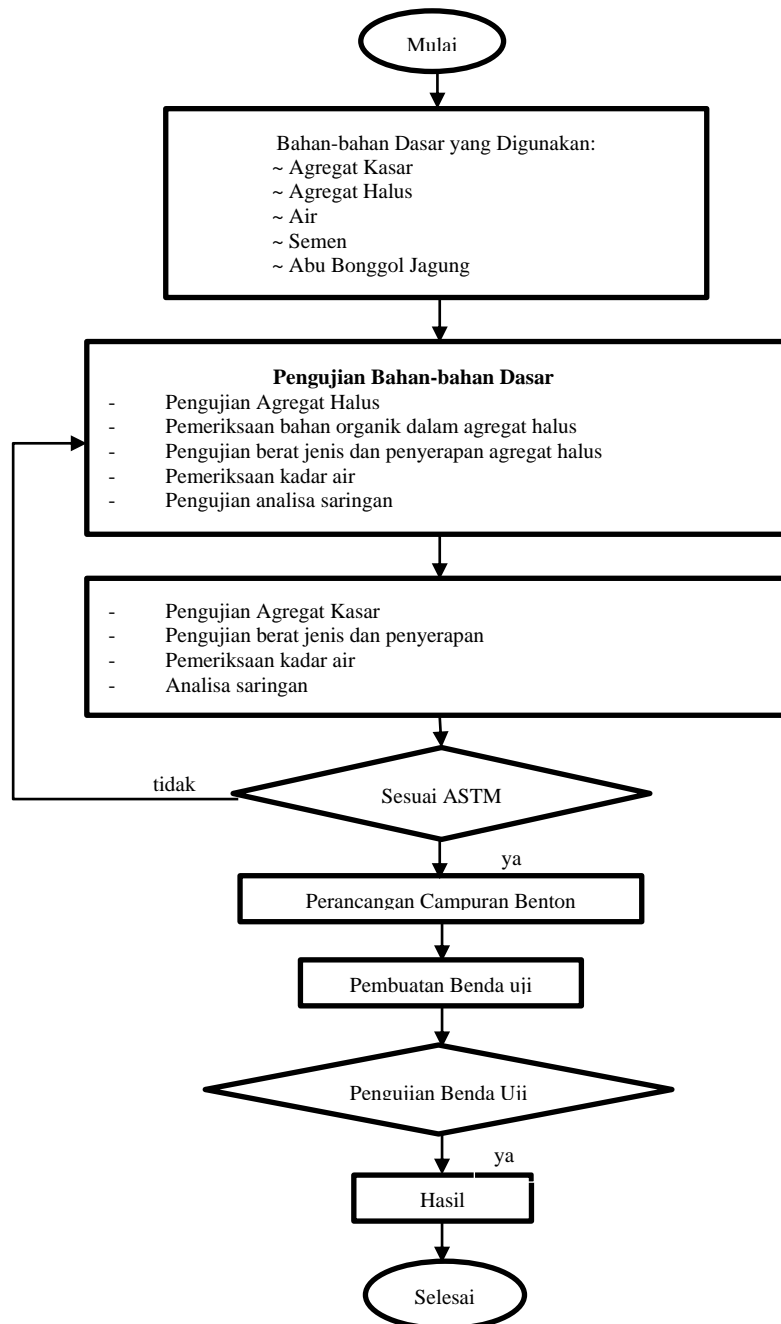 Mulai
Bahan-bahan Dasar yang Digunakan:
~ Agregat Kasar
~ Agregat Halus
~ Air
~ Semen
~ Abu Bonggol Jagung
Pengujian Bahan-bahan Dasar
- Pengujian Agregat Halus
- Pemeriksaan bahan organik dalam agregat halus
- Pengujian berat jenis dan penyerapan agregat halus
- Pemeriksaan kadar air
- Pengujian analisa saringan
- Pengujian Agregat Kasar
- Pengujian berat jenis dan penyerapan
- Pemeriksaan kadar air
- Analisa saringan
tidak
Sesuai ASTM
ya
Perancangan Campuran Benton
Pembuatan Benda uji
Pengujian Benda Uji
ya
Hasil
Selesai